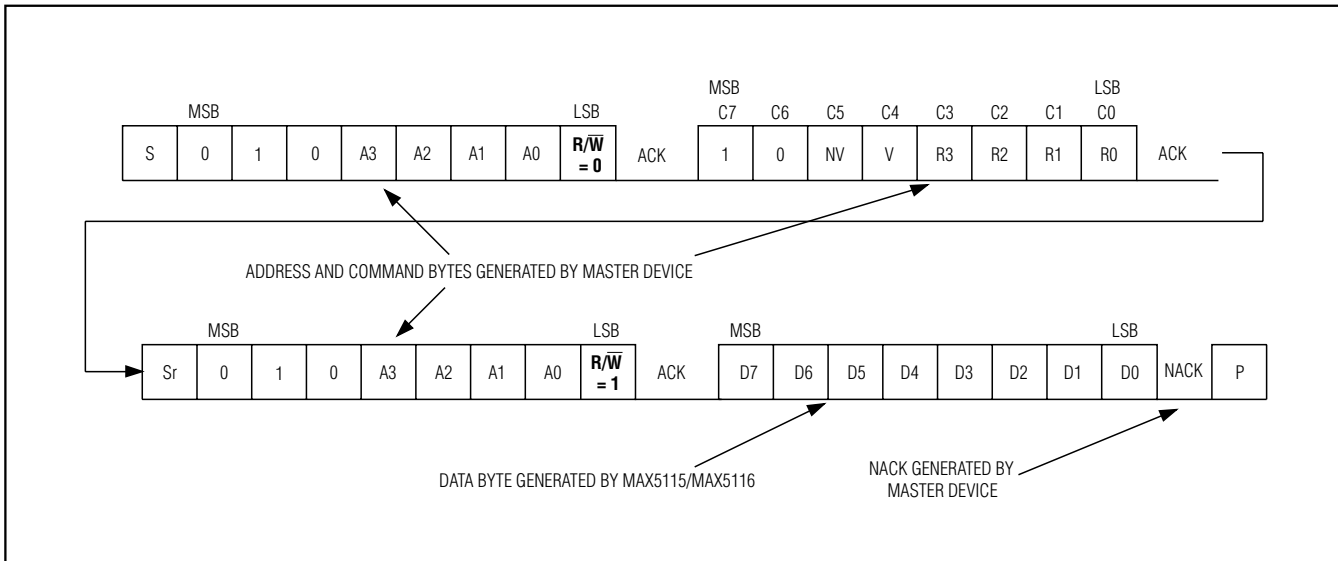 MSB LSB
C7 C6 C5 C4 C3 C2 C1 C0
MSB LSB
S 0 1 0 A3 A2 A1 A0 R/W̅ = 0 ACK 1 0 NV V R3 R2 R1 R0 ACK
ADDRESS AND COMMAND BYTES GENERATED BY MASTER DEVICE
MSB LSB MSB LSB
Sr 0 1 0 A3 A2 A1 A0 R/W̅ = 1 ACK D7 D6 D5 D4 D3 D2 D1 D0 NACK P
DATA BYTE GENERATED BY MAX5115/MAX5116
NACK GENERATED BY
MASTER DEVICE